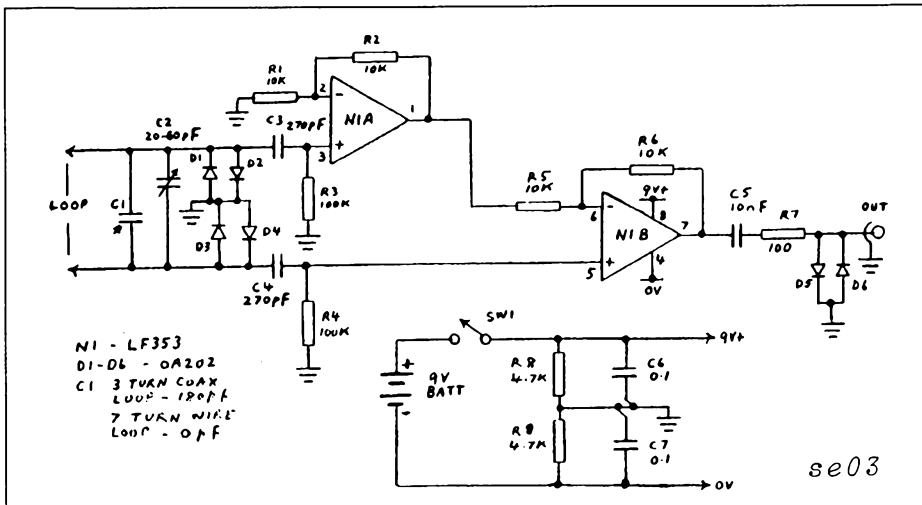 R2
10K
R1
10K
2
-
N1A
1
+
3
C3
270pF
C2
20-60pF
D1
D2
LOOP
C1
*
R3
100K
D3
D4
C4
270pF
R4
100K
R5
10K
R6
10K
9V+
6
-
8
N1B
7
5
+
4
0V
C5
10nF
R7
100
OUT
D5
D6
SW1
+
9V
BATT
-
R8
4.7K
R8
4.7K
C6
0.1
C7
0.1
9V+
0V
N1 - LF353
D1-D6 - OA202
C1 3 TURN COAX
LOOP - 180pF
7 TURN WIRE
LOOP - 0pF
se03